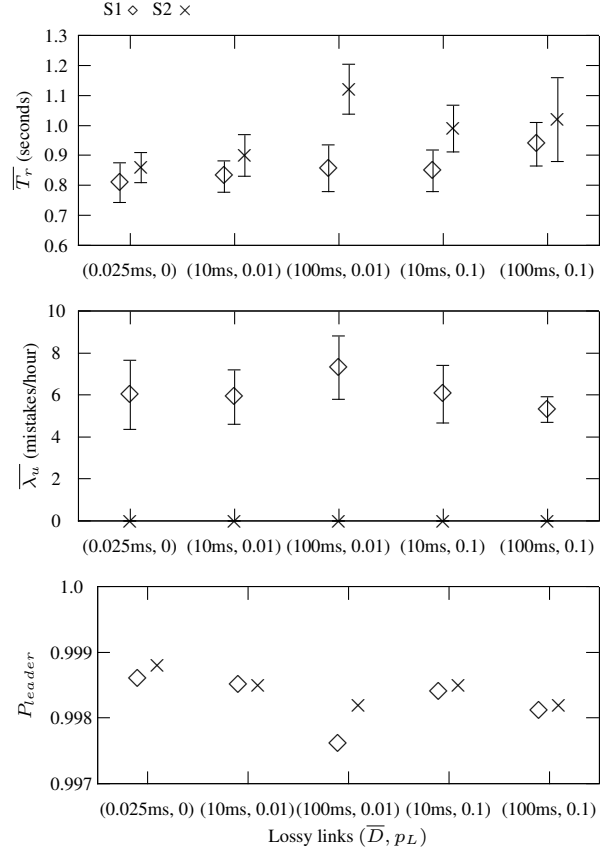 S1 ◇ S2 ×
1.3
1.2
1.1
1.0
0.9
0.8
0.7
0.6
T̅r (seconds)
(0.025ms, 0) (10ms, 0.01) (100ms, 0.01) (10ms, 0.1) (100ms, 0.1)
10
8
6
4
2
0
λ̅u (mistakes/hour)
(0.025ms, 0) (10ms, 0.01) (100ms, 0.01) (10ms, 0.1) (100ms, 0.1)
1.0
0.999
0.998
0.997
Pleader
(0.025ms, 0) (10ms, 0.01) (100ms, 0.01) (10ms, 0.1) (100ms, 0.1)
Lossy links (D̅, pL)